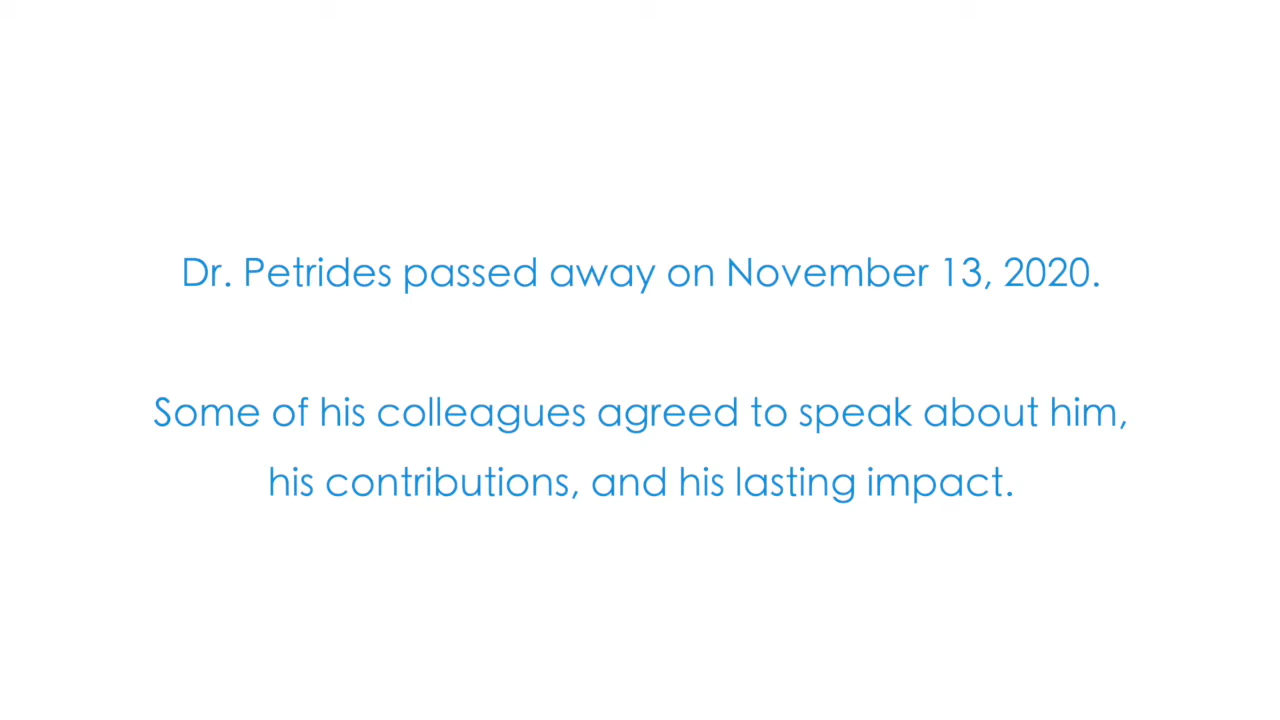 Dr. Petrides passed away on November 13, 2020.
Some of his colleagues agreed to speak about him,
his contributions, and his lasting impact.